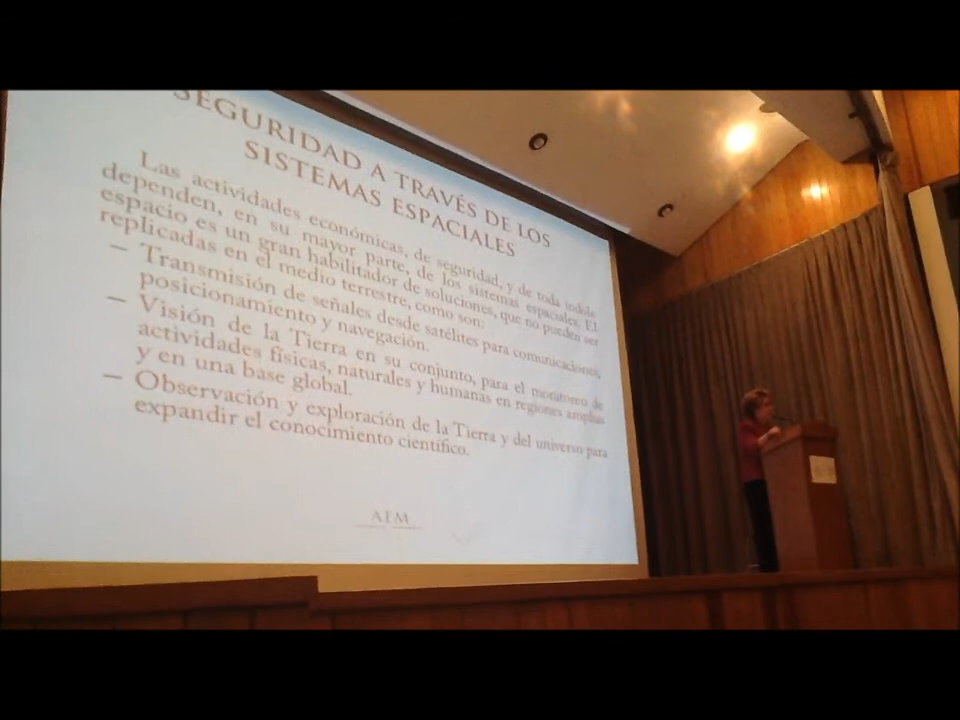 SEGURIDAD A TRAVÉS DE LOS
SISTEMAS ESPACIALES
Las actividades económicas, de seguridad, y de toda índole
dependen, en su mayor parte, de los sistemas espaciales. El
espacio es un gran habilitador de soluciones, que no pueden ser
replicadas en el medio terrestre, como son:
– Transmisión de señales desde satélites para comunicaciones,
posicionamiento y navegación.
– Visión de la Tierra en su conjunto, para el monitoreo de
actividades físicas, naturales y humanas en regiones amplias
y en una base global.
– Observación y exploración de la Tierra y del universo para
expandir el conocimiento científico.
AEM